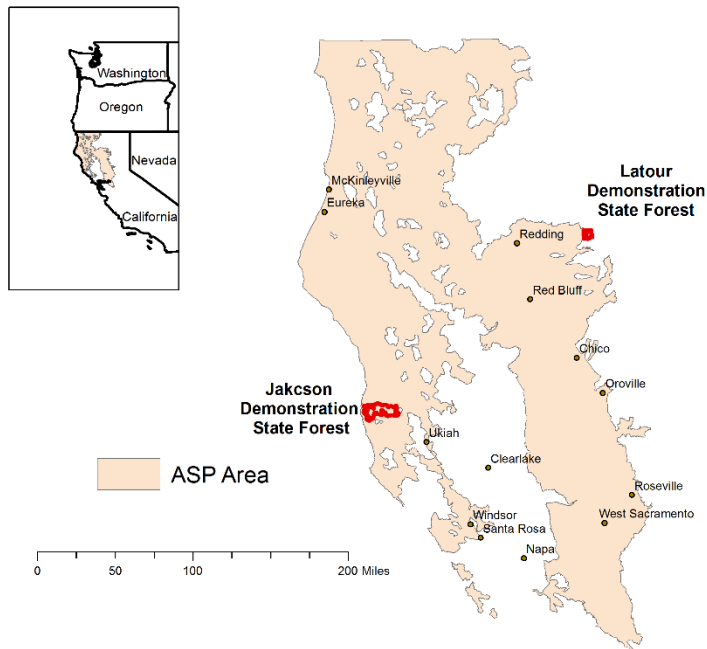 Washington
Oregon
Nevada
California
McKinleyville
Eureka
Latour
Demonstration
State Forest
Redding
Red Bluff
Chico
Oroville
Jakcson
Demonstration
State Forest
Ukiah
Clearlake
ASP Area
Roseville
Windsor
West Sacramento
Santa Rosa
Napa
0 50 100 200 Miles